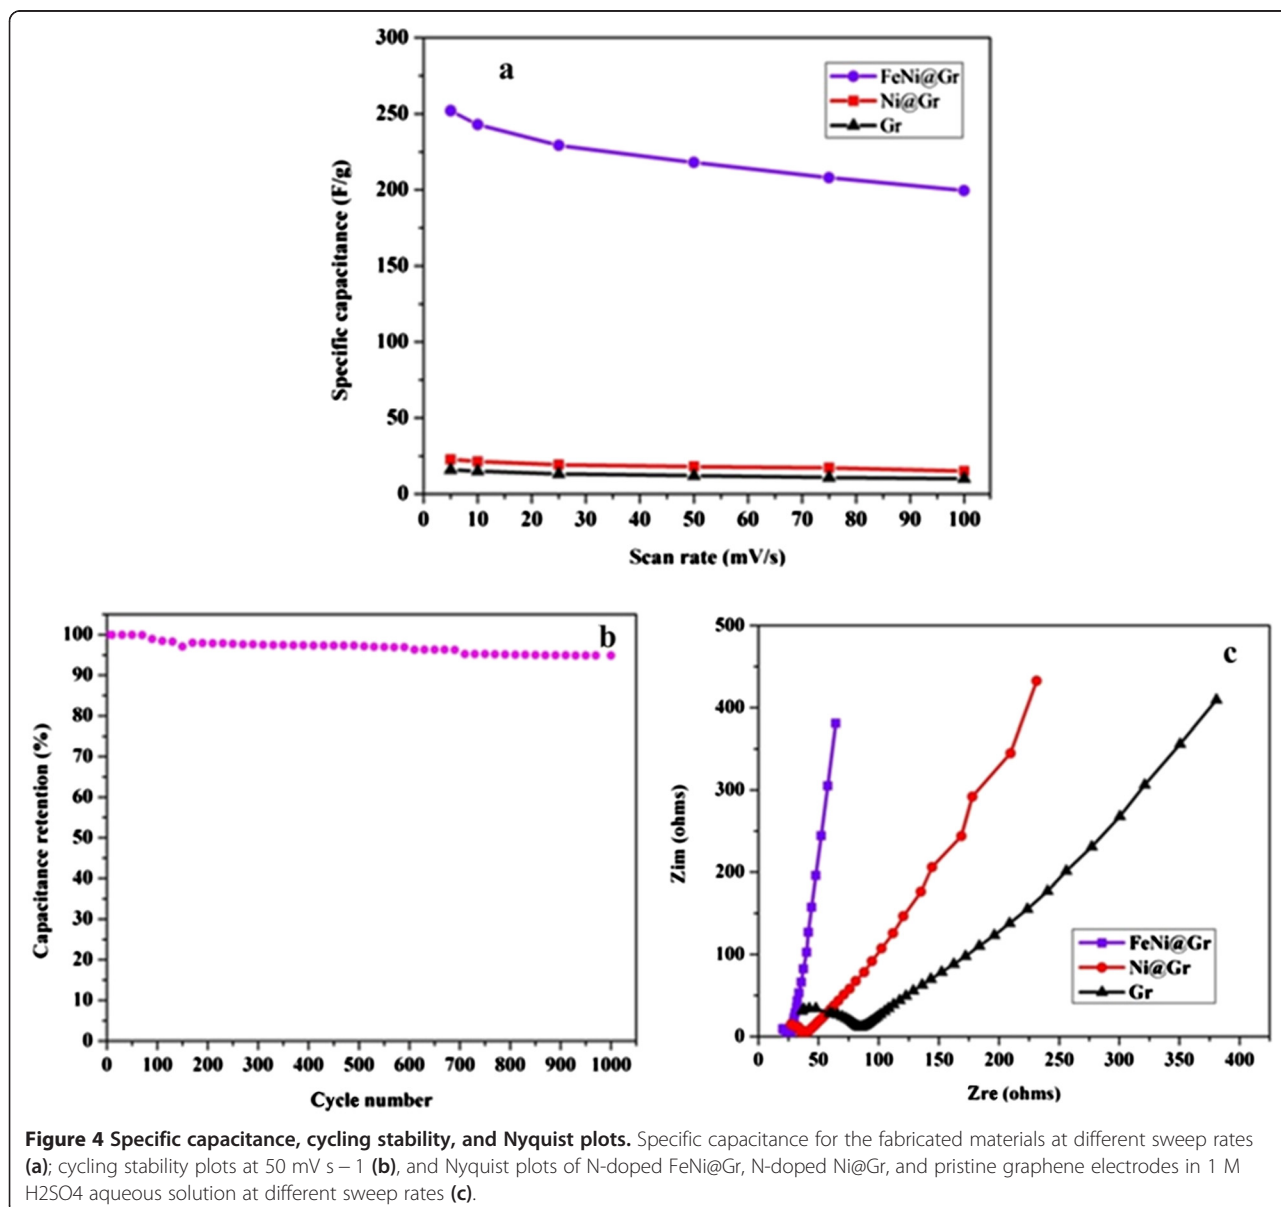 300
250
200
150
100
50
0
Specific capacitance (F/g)
a
FeNi@Gr
Ni@Gr
Gr
0 10 20 30 40 50 60 70 80 90 100
Scan rate (mV/s)
100
90
80
70
60
50
40
30
20
10
0
Capacitance retention (%)
b
0 100 200 300 400 500 600 700 800 900 1000
Cycle number
500
400
300
200
100
0
Zim (ohms)
c
FeNi@Gr
Ni@Gr
Gr
0 50 100 150 200 250 300 350 400
Zre (ohms)
Figure 4 Specific capacitance, cycling stability, and Nyquist plots. Specific capacitance for the fabricated materials at different sweep rates
(a); cycling stability plots at 50 mV s − 1 (b), and Nyquist plots of N-doped FeNi@Gr, N-doped Ni@Gr, and pristine graphene electrodes in 1 M
H2SO4 aqueous solution at different sweep rates (c).